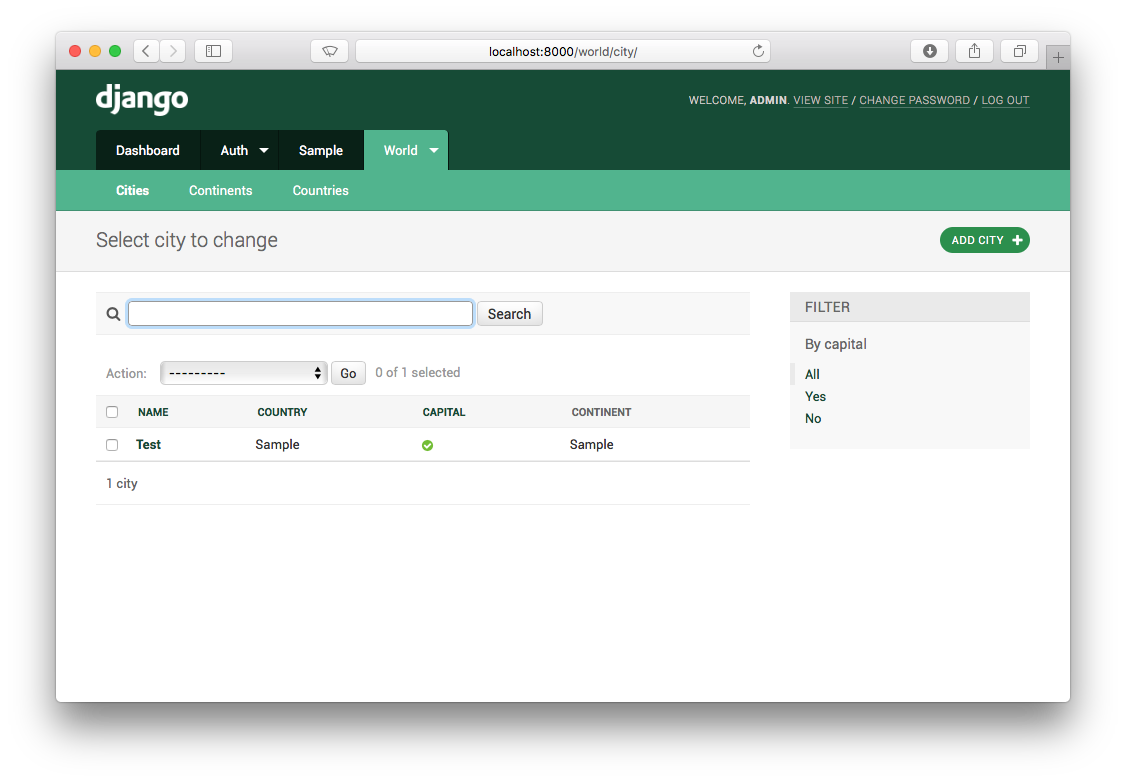 localhost:8000/world/city/
django
WELCOME, ADMIN. VIEW SITE / CHANGE PASSWORD / LOG OUT
Dashboard Auth Sample World
Cities Continents Countries
Select city to change
ADD CITY
Search
Action: --------- Go 0 of 1 selected
NAME COUNTRY CAPITAL CONTINENT
Test Sample Sample
1 city
FILTER
By capital
All
Yes
No